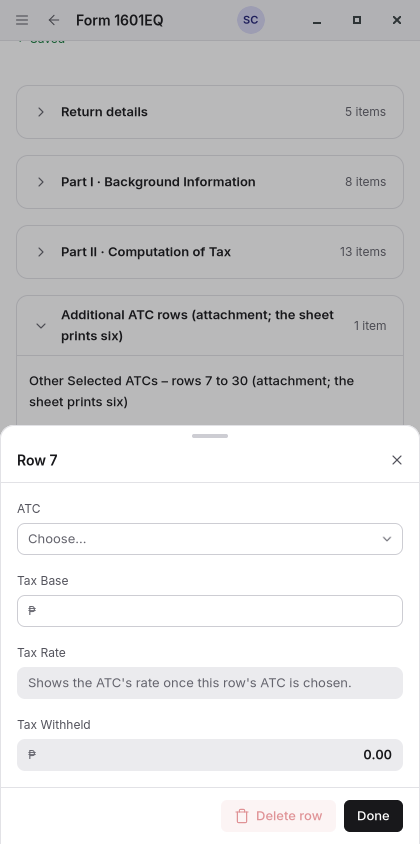 Form 1601EQ
SC
Saved
Return details
5 items
Part I · Background Information
8 items
Part II · Computation of Tax
13 items
Additional ATC rows (attachment; the sheet
prints six)
1 item
Other Selected ATCs – rows 7 to 30 (attachment; the
sheet prints six)
Row 7
ATC
Choose...
Tax Base
₱
Tax Rate
Shows the ATC's rate once this row's ATC is chosen.
Tax Withheld
₱
0.00
Delete row
Done